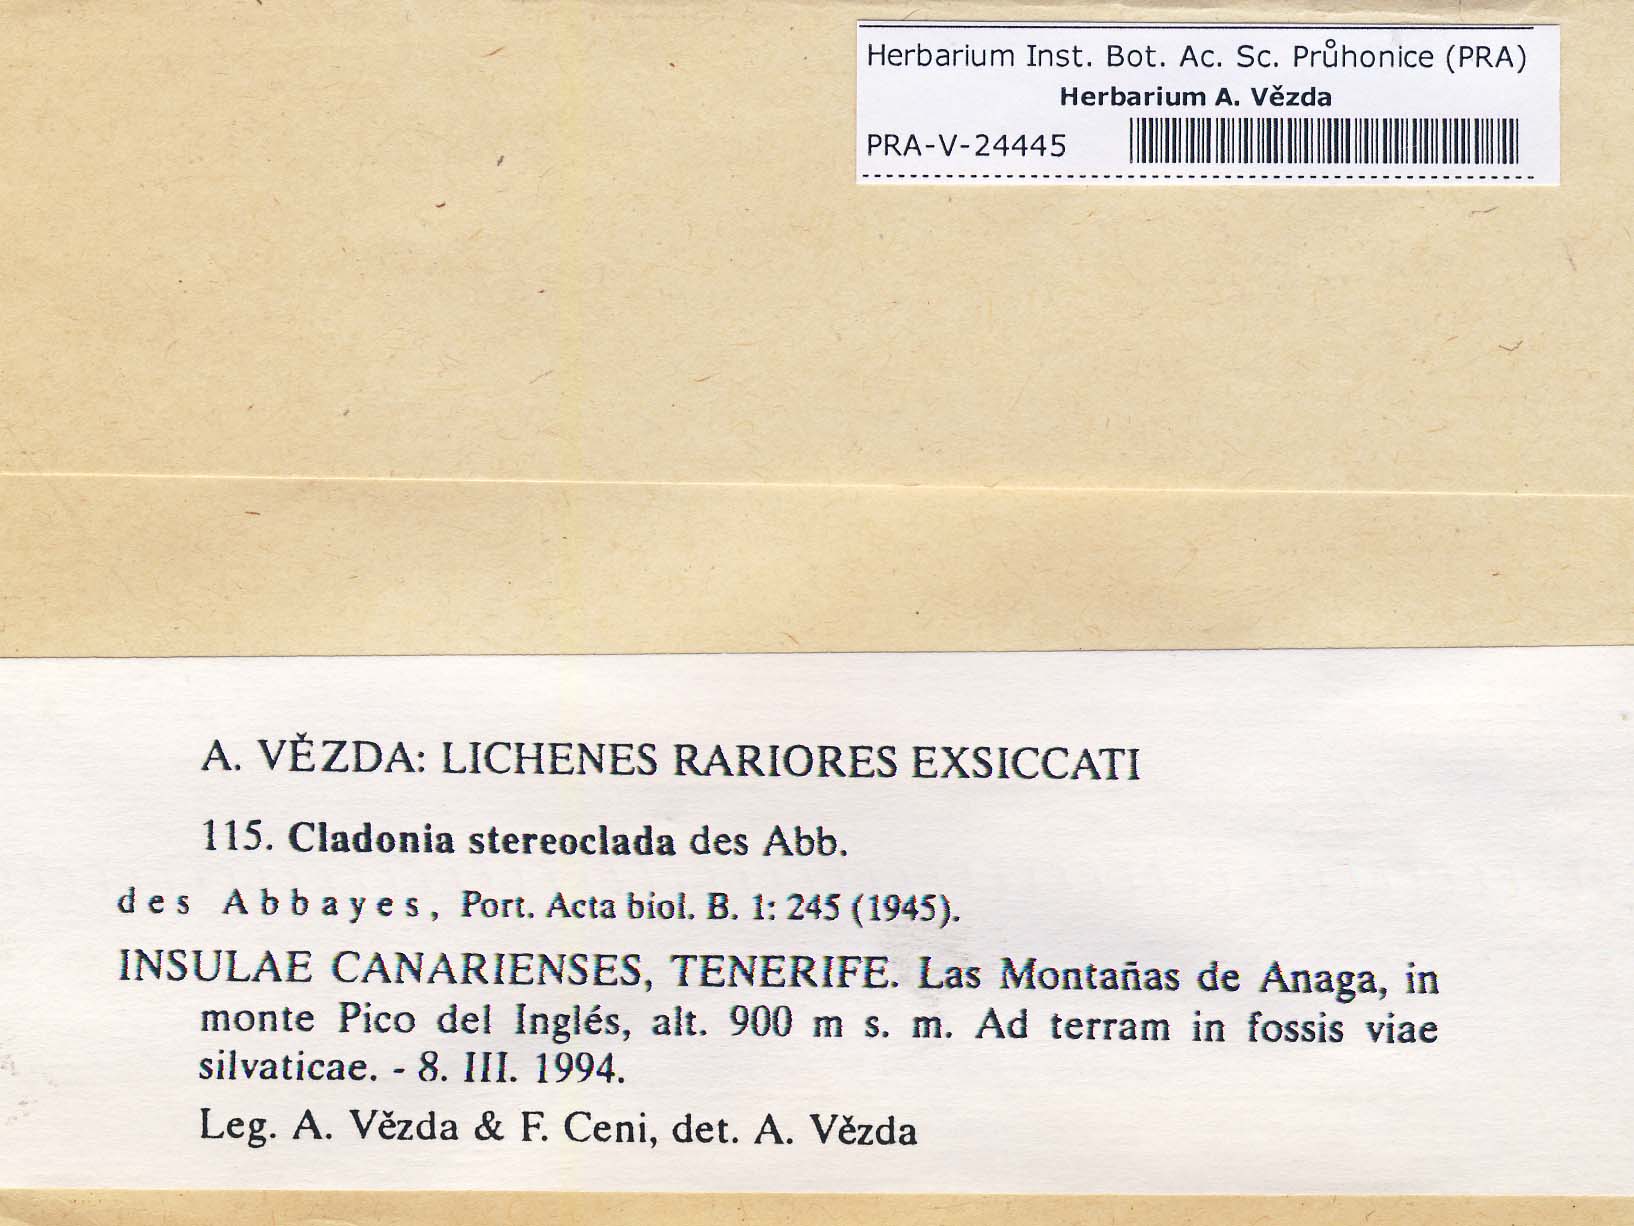 Herbarium Inst. Bot. Ac. Sc. Průhonice (PRA)
Herbarium A. Vězda
PRA-V-24445
A. VĚZDA: LICHENES RARIORES EXSICCATI
115. Cladonia stereoclada des Abb.
des Abbayes, Port. Acta biol. B. 1: 245 (1945).
INSULAE CANARIENSES, TENERIFE. Las Montañas de Anaga, in
monte Pico del Inglés, alt. 900 m s. m. Ad terram in fossis viae
silvaticae. - 8. III. 1994.
Leg. A. Vězda & F. Ceni, det. A. Vězda